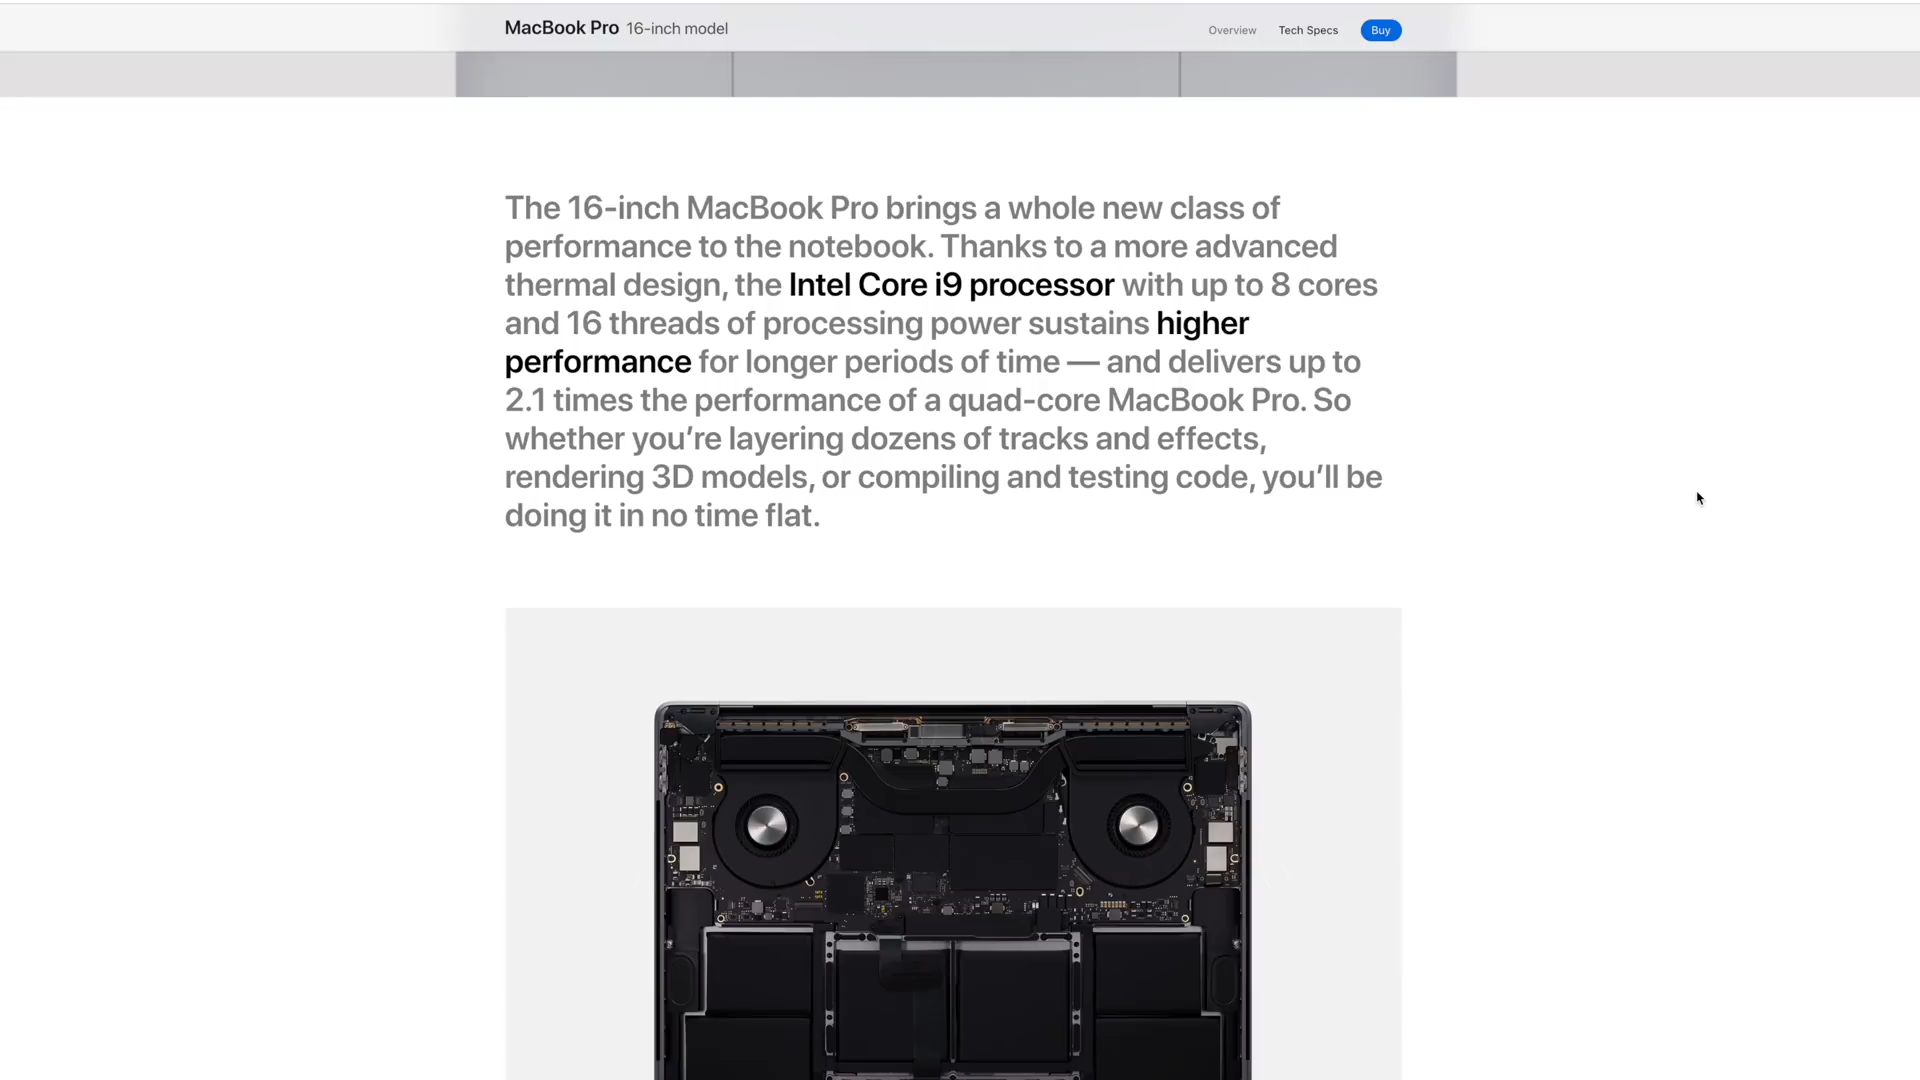 MacBook Pro 16-inch model
Overview Tech Specs Buy
The 16-inch MacBook Pro brings a whole new class of
performance to the notebook. Thanks to a more advanced
thermal design, the Intel Core i9 processor with up to 8 cores
and 16 threads of processing power sustains higher
performance for longer periods of time — and delivers up to
2.1 times the performance of a quad-core MacBook Pro. So
whether you’re layering dozens of tracks and effects,
rendering 3D models, or compiling and testing code, you’ll be
doing it in no time flat.